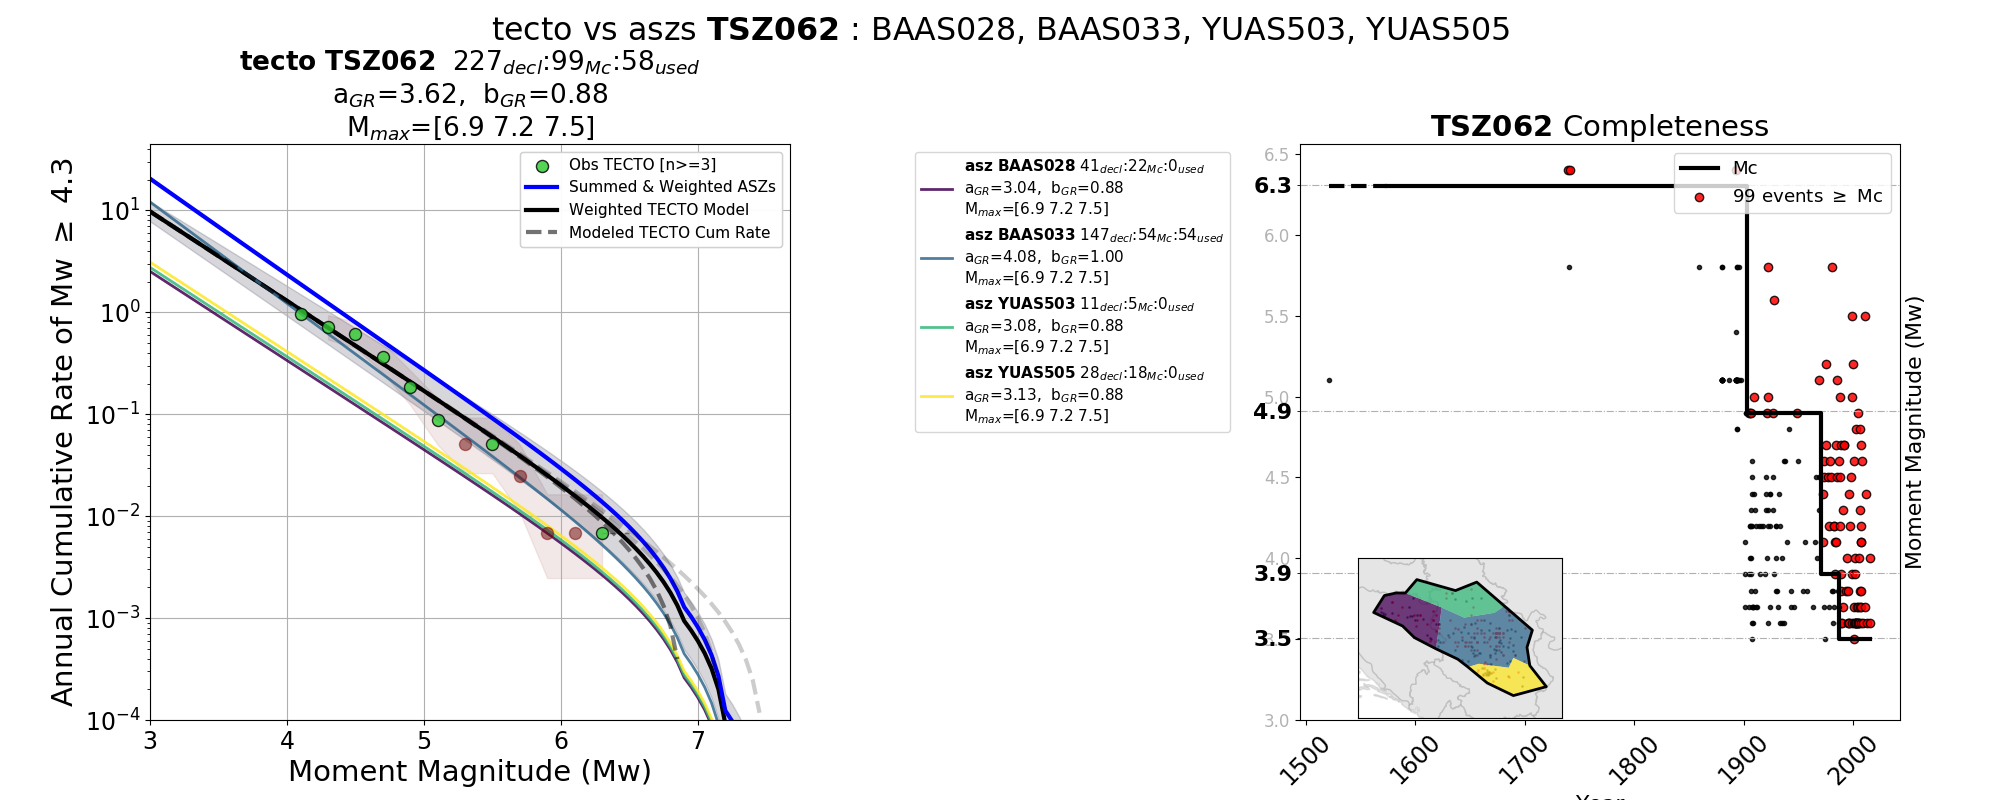 tecto vs aszs TSZ062 : BAAS028, BAAS033, YUAS503, YUAS505
tecto TSZ062 227decl:99Mc:58used
aGR=3.62, bGR=0.88
Mmax=[6.9 7.2 7.5]
Annual Cumulative Rate of Mw ≥ 4.3
10^1
10^0
10^-1
10^-2
10^-3
10^-4
3 4 5 6 7
Moment Magnitude (Mw)
Obs TECTO [n>=3]
Summed & Weighted ASZs
Weighted TECTO Model
Modeled TECTO Cum Rate
asz BAAS028 41decl:22Mc:0used
aGR=3.04, bGR=0.88
Mmax=[6.9 7.2 7.5]
asz BAAS033 147decl:54Mc:54used
aGR=4.08, bGR=1.00
Mmax=[6.9 7.2 7.5]
asz YUAS503 11decl:5Mc:0used
aGR=3.08, bGR=0.88
Mmax=[6.9 7.2 7.5]
asz YUAS505 28decl:18Mc:0used
aGR=3.13, bGR=0.88
Mmax=[6.9 7.2 7.5]
TSZ062 Completeness
Mc
99 events ≥ Mc
6.5
6.3
6.0
5.5
5.0
4.9
4.5
4.0
3.9
3.5
3.0
1500 1600 1700 1800 1900 2000
Moment Magnitude (Mw)
Year